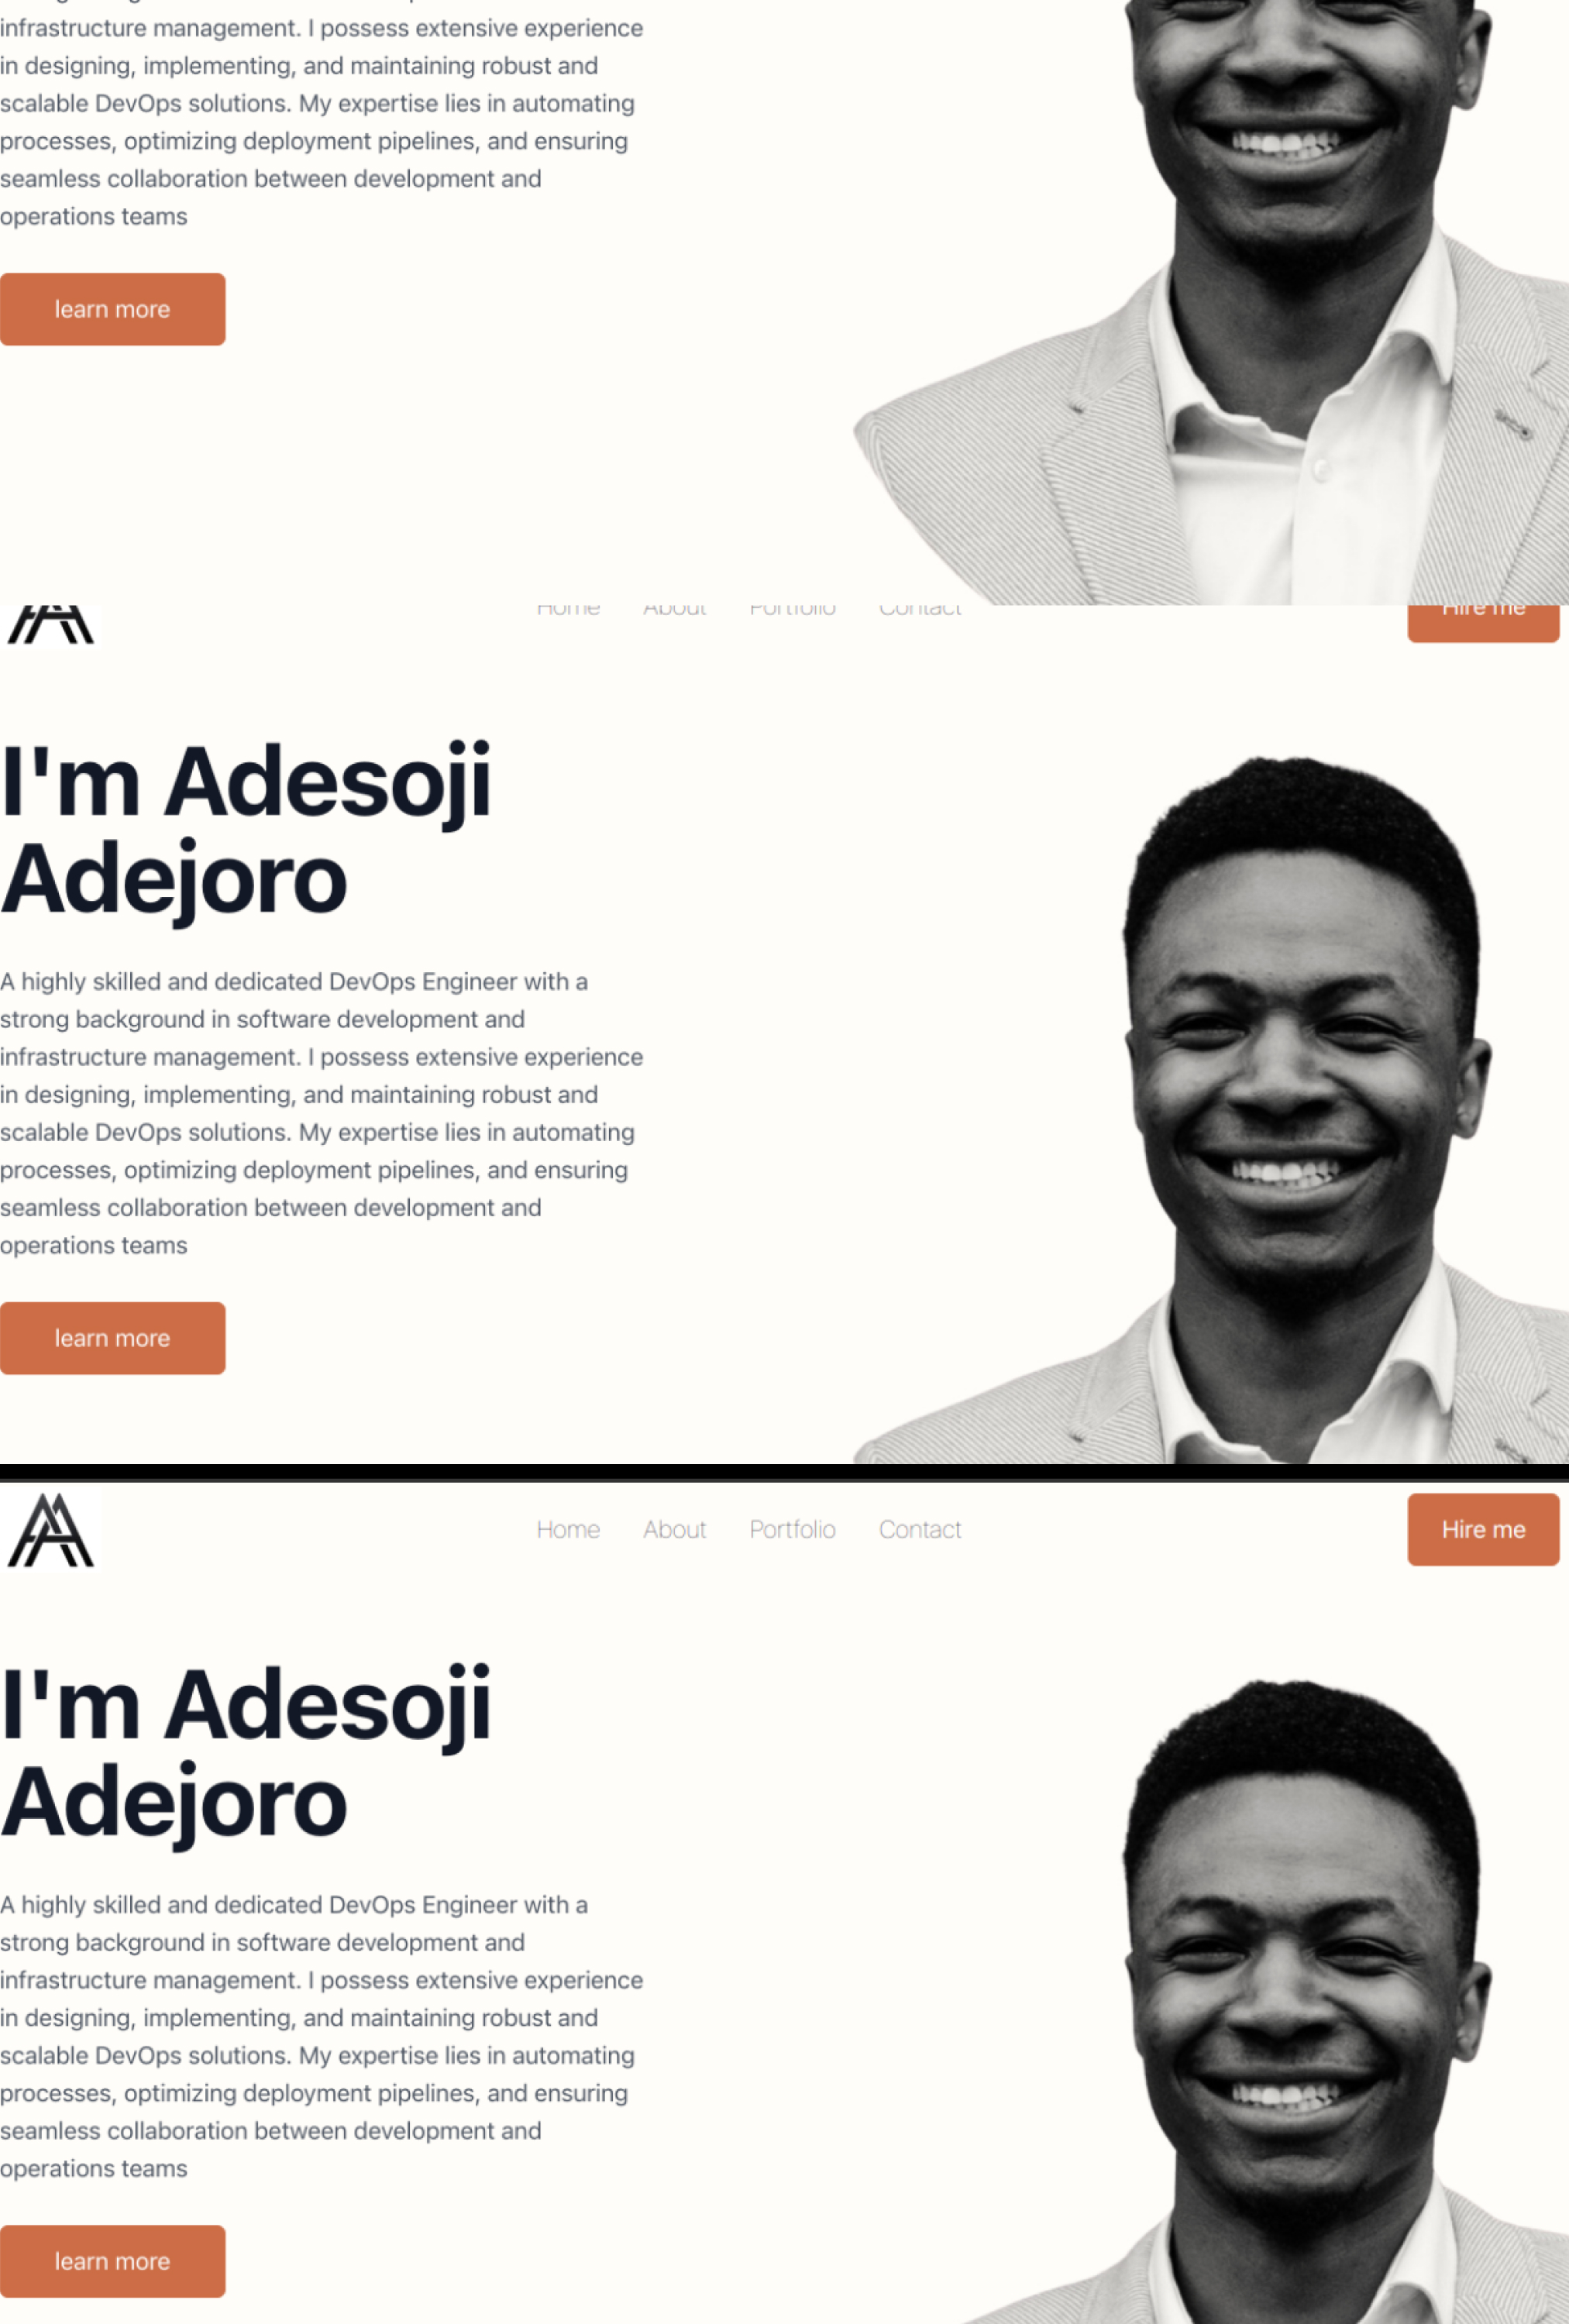 infrastructure management. I possess extensive experience
in designing, implementing, and maintaining robust and
scalable DevOps solutions. My expertise lies in automating
processes, optimizing deployment pipelines, and ensuring
seamless collaboration between development and
operations teams
learn more
Home About Portfolio Contact Hire me
I'm Adesoji
Adejoro
A highly skilled and dedicated DevOps Engineer with a
strong background in software development and
infrastructure management. I possess extensive experience
in designing, implementing, and maintaining robust and
scalable DevOps solutions. My expertise lies in automating
processes, optimizing deployment pipelines, and ensuring
seamless collaboration between development and
operations teams
learn more
Home About Portfolio Contact Hire me
I'm Adesoji
Adejoro
A highly skilled and dedicated DevOps Engineer with a
strong background in software development and
infrastructure management. I possess extensive experience
in designing, implementing, and maintaining robust and
scalable DevOps solutions. My expertise lies in automating
processes, optimizing deployment pipelines, and ensuring
seamless collaboration between development and
operations teams
learn more